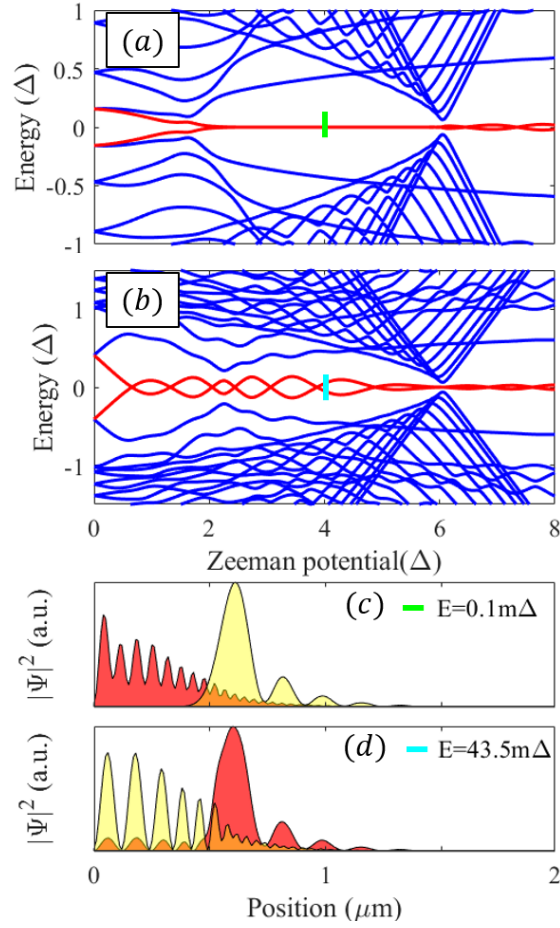 (a)
Energy (Δ)
1
0.5
0
-0.5
-1
(b)
Energy (Δ)
1
0
-1
0 2 4 6 8
Zeeman potential(Δ)
(c) E=0.1mΔ
|Ψ|² (a.u.)
(d) E=43.5mΔ
|Ψ|² (a.u.)
0 1 2
Position (μm)